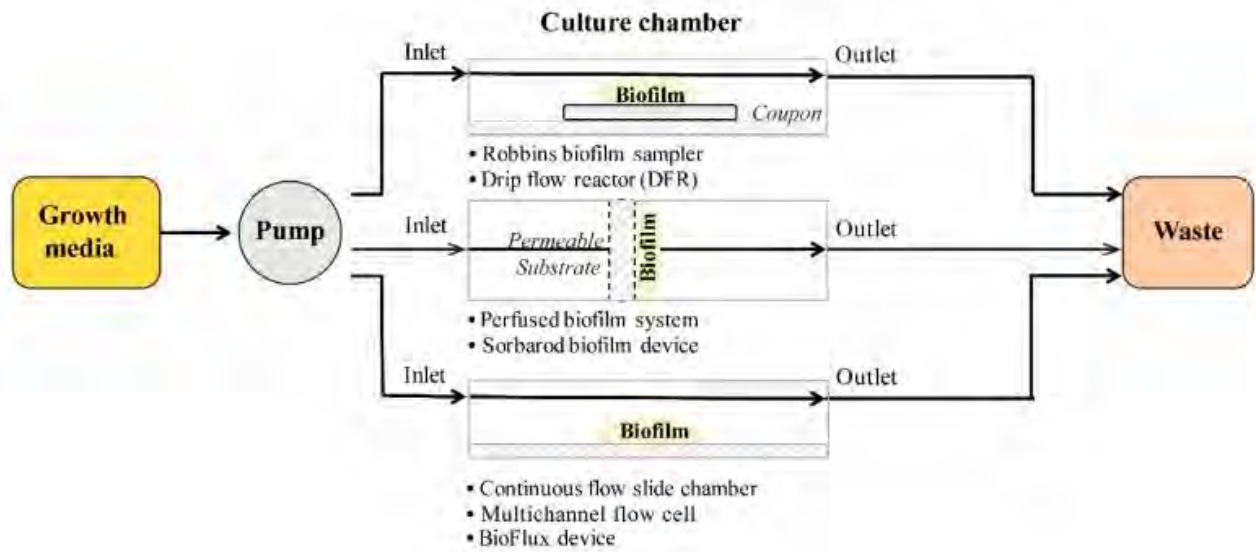 Culture chamber
Inlet
Outlet
Biofilm
Coupon
• Robbins biofilm sampler
• Drip flow reactor (DFR)
Growth
media
Pump
Inlet
Permeable
Substrate
Biofilm
Outlet
Waste
• Perfused biofilm system
• Sorbarod biofilm device
Inlet
Outlet
Biofilm
• Continuous flow slide chamber
• Multichannel flow cell
• BioFlux device